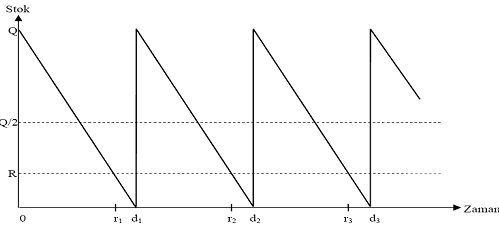 Stok
Q
Q/2
R
0 r₁ d₁ r₂ d₂ r₃ d₃ Zaman